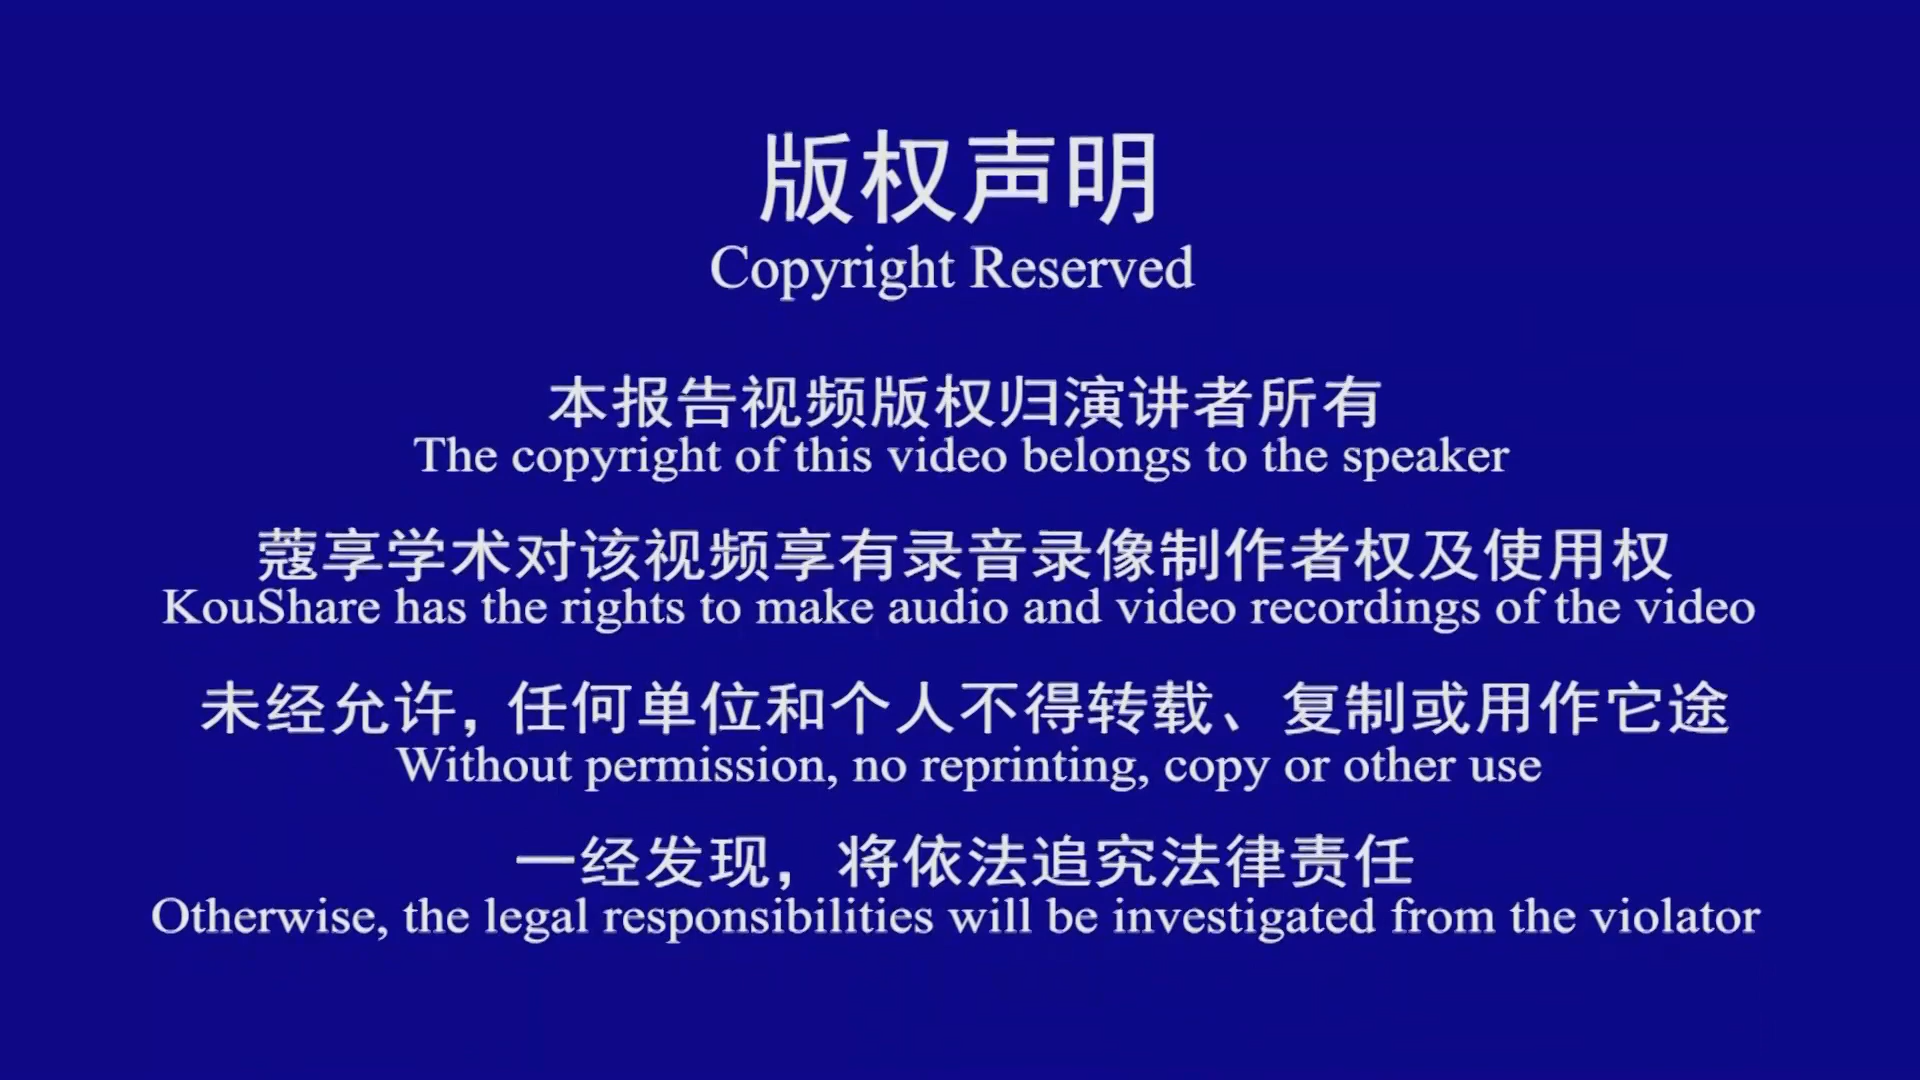 版权声明
Copyright Reserved
本报告视频版权归演讲者所有
The copyright of this video belongs to the speaker
蔻享学术对该视频享有录音录像制作者权及使用权
KouShare has the rights to make audio and video recordings of the video
未经允许，任何单位和个人不得转载、复制或用作它途
Without permission, no reprinting, copy or other use
一经发现，将依法追究法律责任
Otherwise, the legal responsibilities will be investigated from the violator